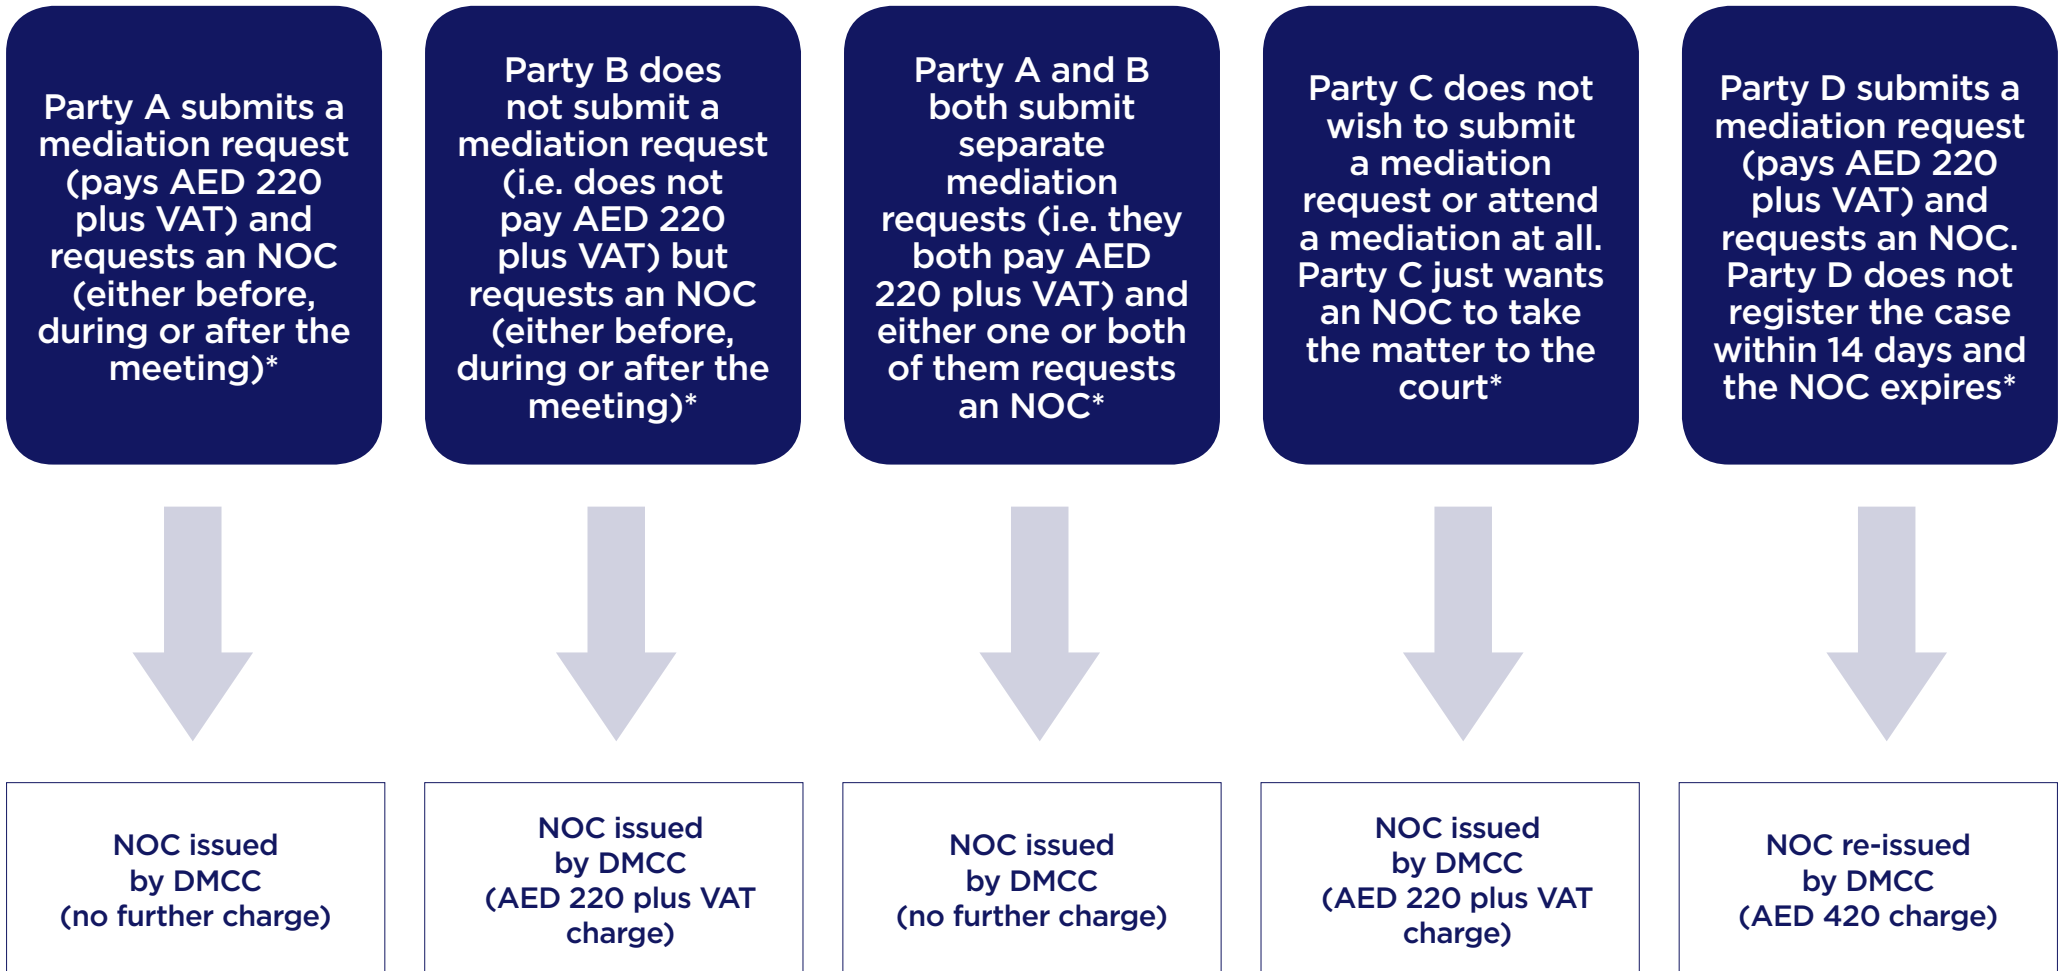 Party A submits a
mediation request
(pays AED 220
plus VAT) and
requests an NOC
(either before,
during or after the
meeting)*
Party B does
not submit a
mediation request
(i.e. does not
pay AED 220
plus VAT) but
requests an NOC
(either before,
during or after the
meeting)*
Party A and B
both submit
separate
mediation
requests (i.e. they
both pay AED
220 plus VAT) and
either one or both
of them requests
an NOC*
Party C does not
wish to submit
a mediation
request or attend
a mediation at all.
Party C just wants
an NOC to take
the matter to the
court*
Party D submits a
mediation request
(pays AED 220
plus VAT) and
requests an NOC.
Party D does not
register the case
within 14 days and
the NOC expires*
NOC issued
by DMCC
(no further charge)
NOC issued
by DMCC
(AED 220 plus VAT
charge)
NOC issued
by DMCC
(no further charge)
NOC issued
by DMCC
(AED 220 plus VAT
charge)
NOC re-issued
by DMCC
(AED 420 charge)